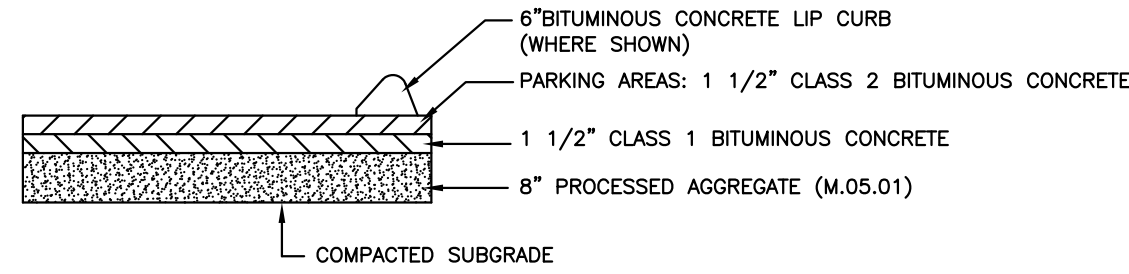 6”BITUMINOUS CONCRETE LIP CURB
(WHERE SHOWN)
PARKING AREAS: 1 1/2” CLASS 2 BITUMINOUS CONCRETE
1 1/2” CLASS 1 BITUMINOUS CONCRETE
8” PROCESSED AGGREGATE (M.05.01)
COMPACTED SUBGRADE